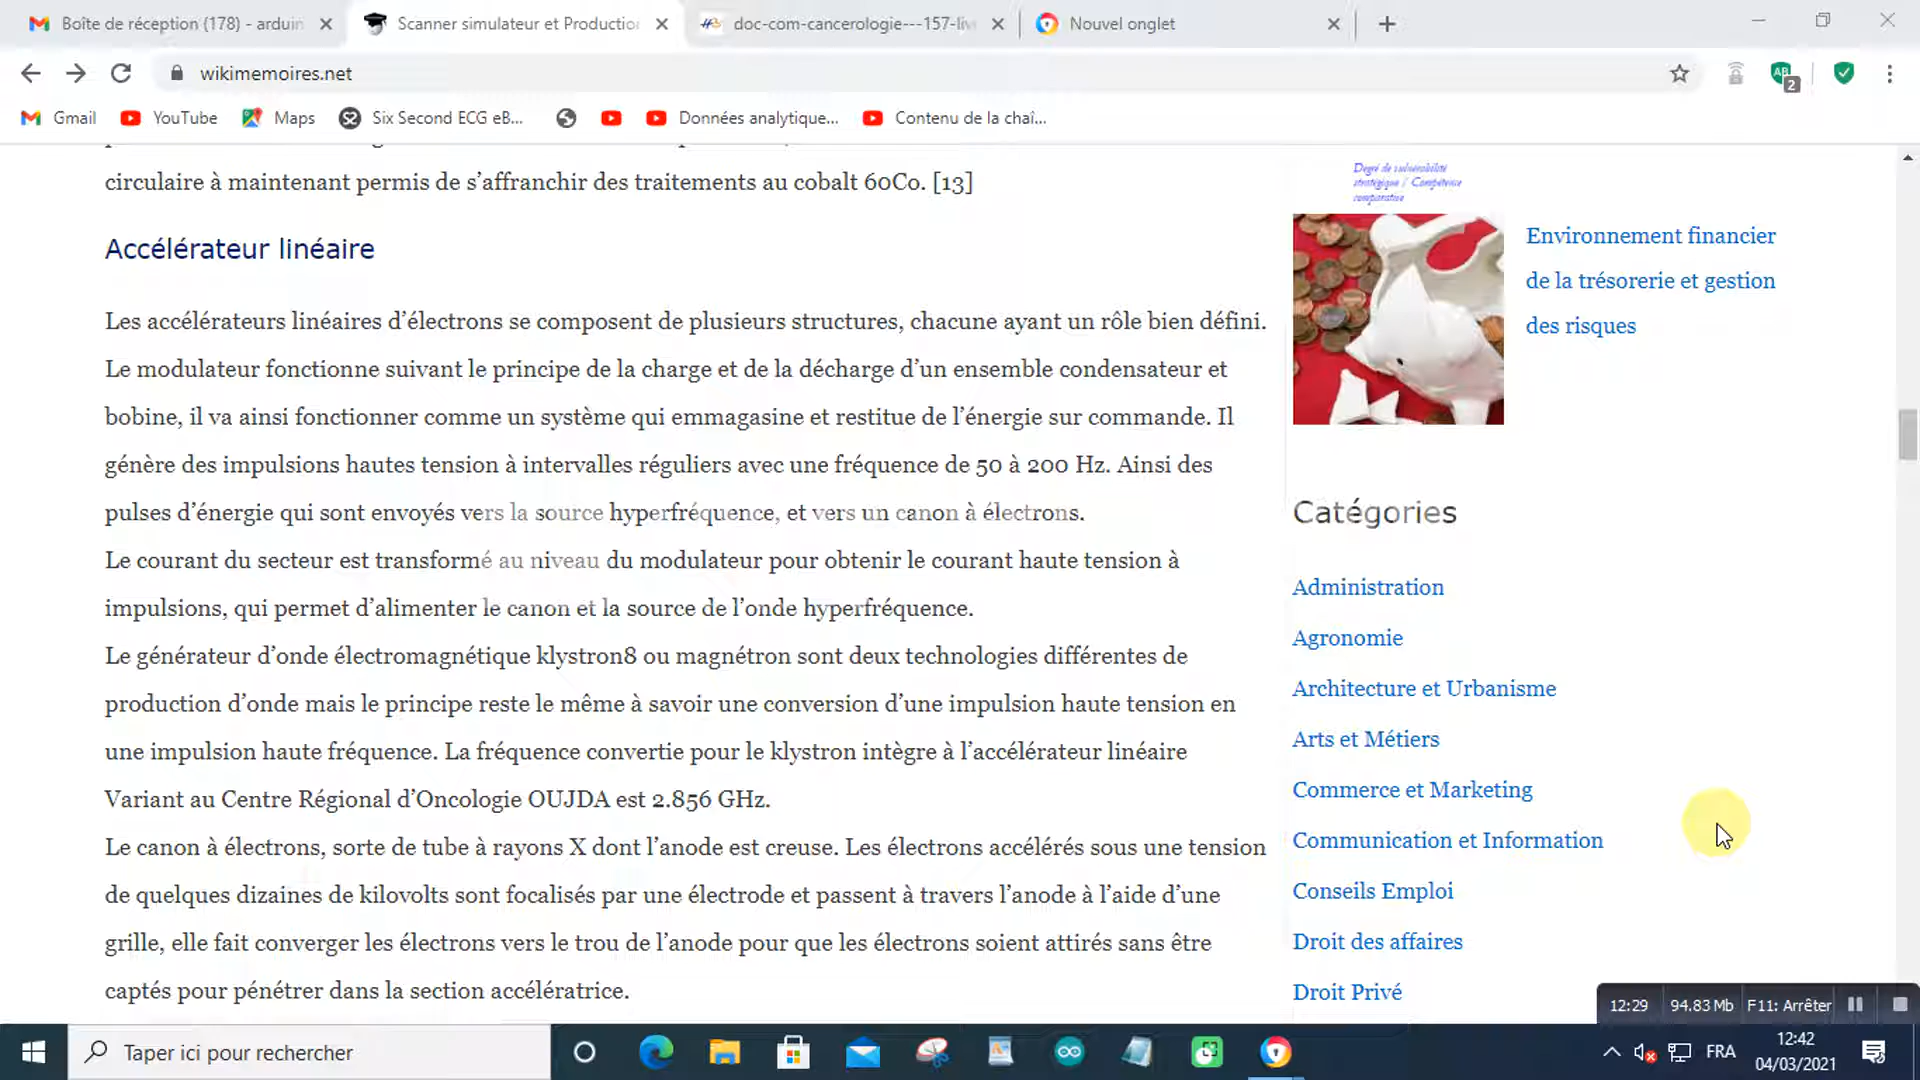 Boîte de réception (178) - arduin
Scanner simulateur et Productio
doc-com-cancerologie---157-liv
Nouvel onglet
wikimemoires.net
2
Gmail
YouTube
Maps
Six Second ECG eB...
Données analytique...
Contenu de la chaî...
circulaire à maintenant permis de s’affranchir des traitements au cobalt 60Co. [13]
Accélérateur linéaire
Les accélérateurs linéaires d’électrons se composent de plusieurs structures, chacune ayant un rôle bien défini.
Le modulateur fonctionne suivant le principe de la charge et de la décharge d’un ensemble condensateur et
bobine, il va ainsi fonctionner comme un système qui emmagasine et restitue de l’énergie sur commande. Il
génère des impulsions hautes tension à intervalles réguliers avec une fréquence de 50 à 200 Hz. Ainsi des
pulses d’énergie qui sont envoyés vers la source hyperfréquence, et vers un canon à électrons.
Le courant du secteur est transformé au niveau du modulateur pour obtenir le courant haute tension à
impulsions, qui permet d’alimenter le canon et la source de l’onde hyperfréquence.
Le générateur d’onde électromagnétique klystron8 ou magnétron sont deux technologies différentes de
production d’onde mais le principe reste le même à savoir une conversion d’une impulsion haute tension en
une impulsion haute fréquence. La fréquence convertie pour le klystron intègre à l’accélérateur linéaire
Variant au Centre Régional d’Oncologie OUJDA est 2.856 GHz.
Le canon à électrons, sorte de tube à rayons X dont l’anode est creuse. Les électrons accélérés sous une tension
de quelques dizaines de kilovolts sont focalisés par une électrode et passent à travers l’anode à l’aide d’une
grille, elle fait converger les électrons vers le trou de l’anode pour que les électrons soient attirés sans être
captés pour pénétrer dans la section accélératrice.
Degré de vulnérabilité
stratégique / Compétence
comparative
Environnement financier
de la trésorerie et gestion
des risques
Catégories
Administration
Agronomie
Architecture et Urbanisme
Arts et Métiers
Commerce et Marketing
Communication et Information
Conseils Emploi
Droit des affaires
Droit Privé
12:29 94.83 Mb F11: Arrêter
Taper ici pour rechercher
FRA
12:42
04/03/2021